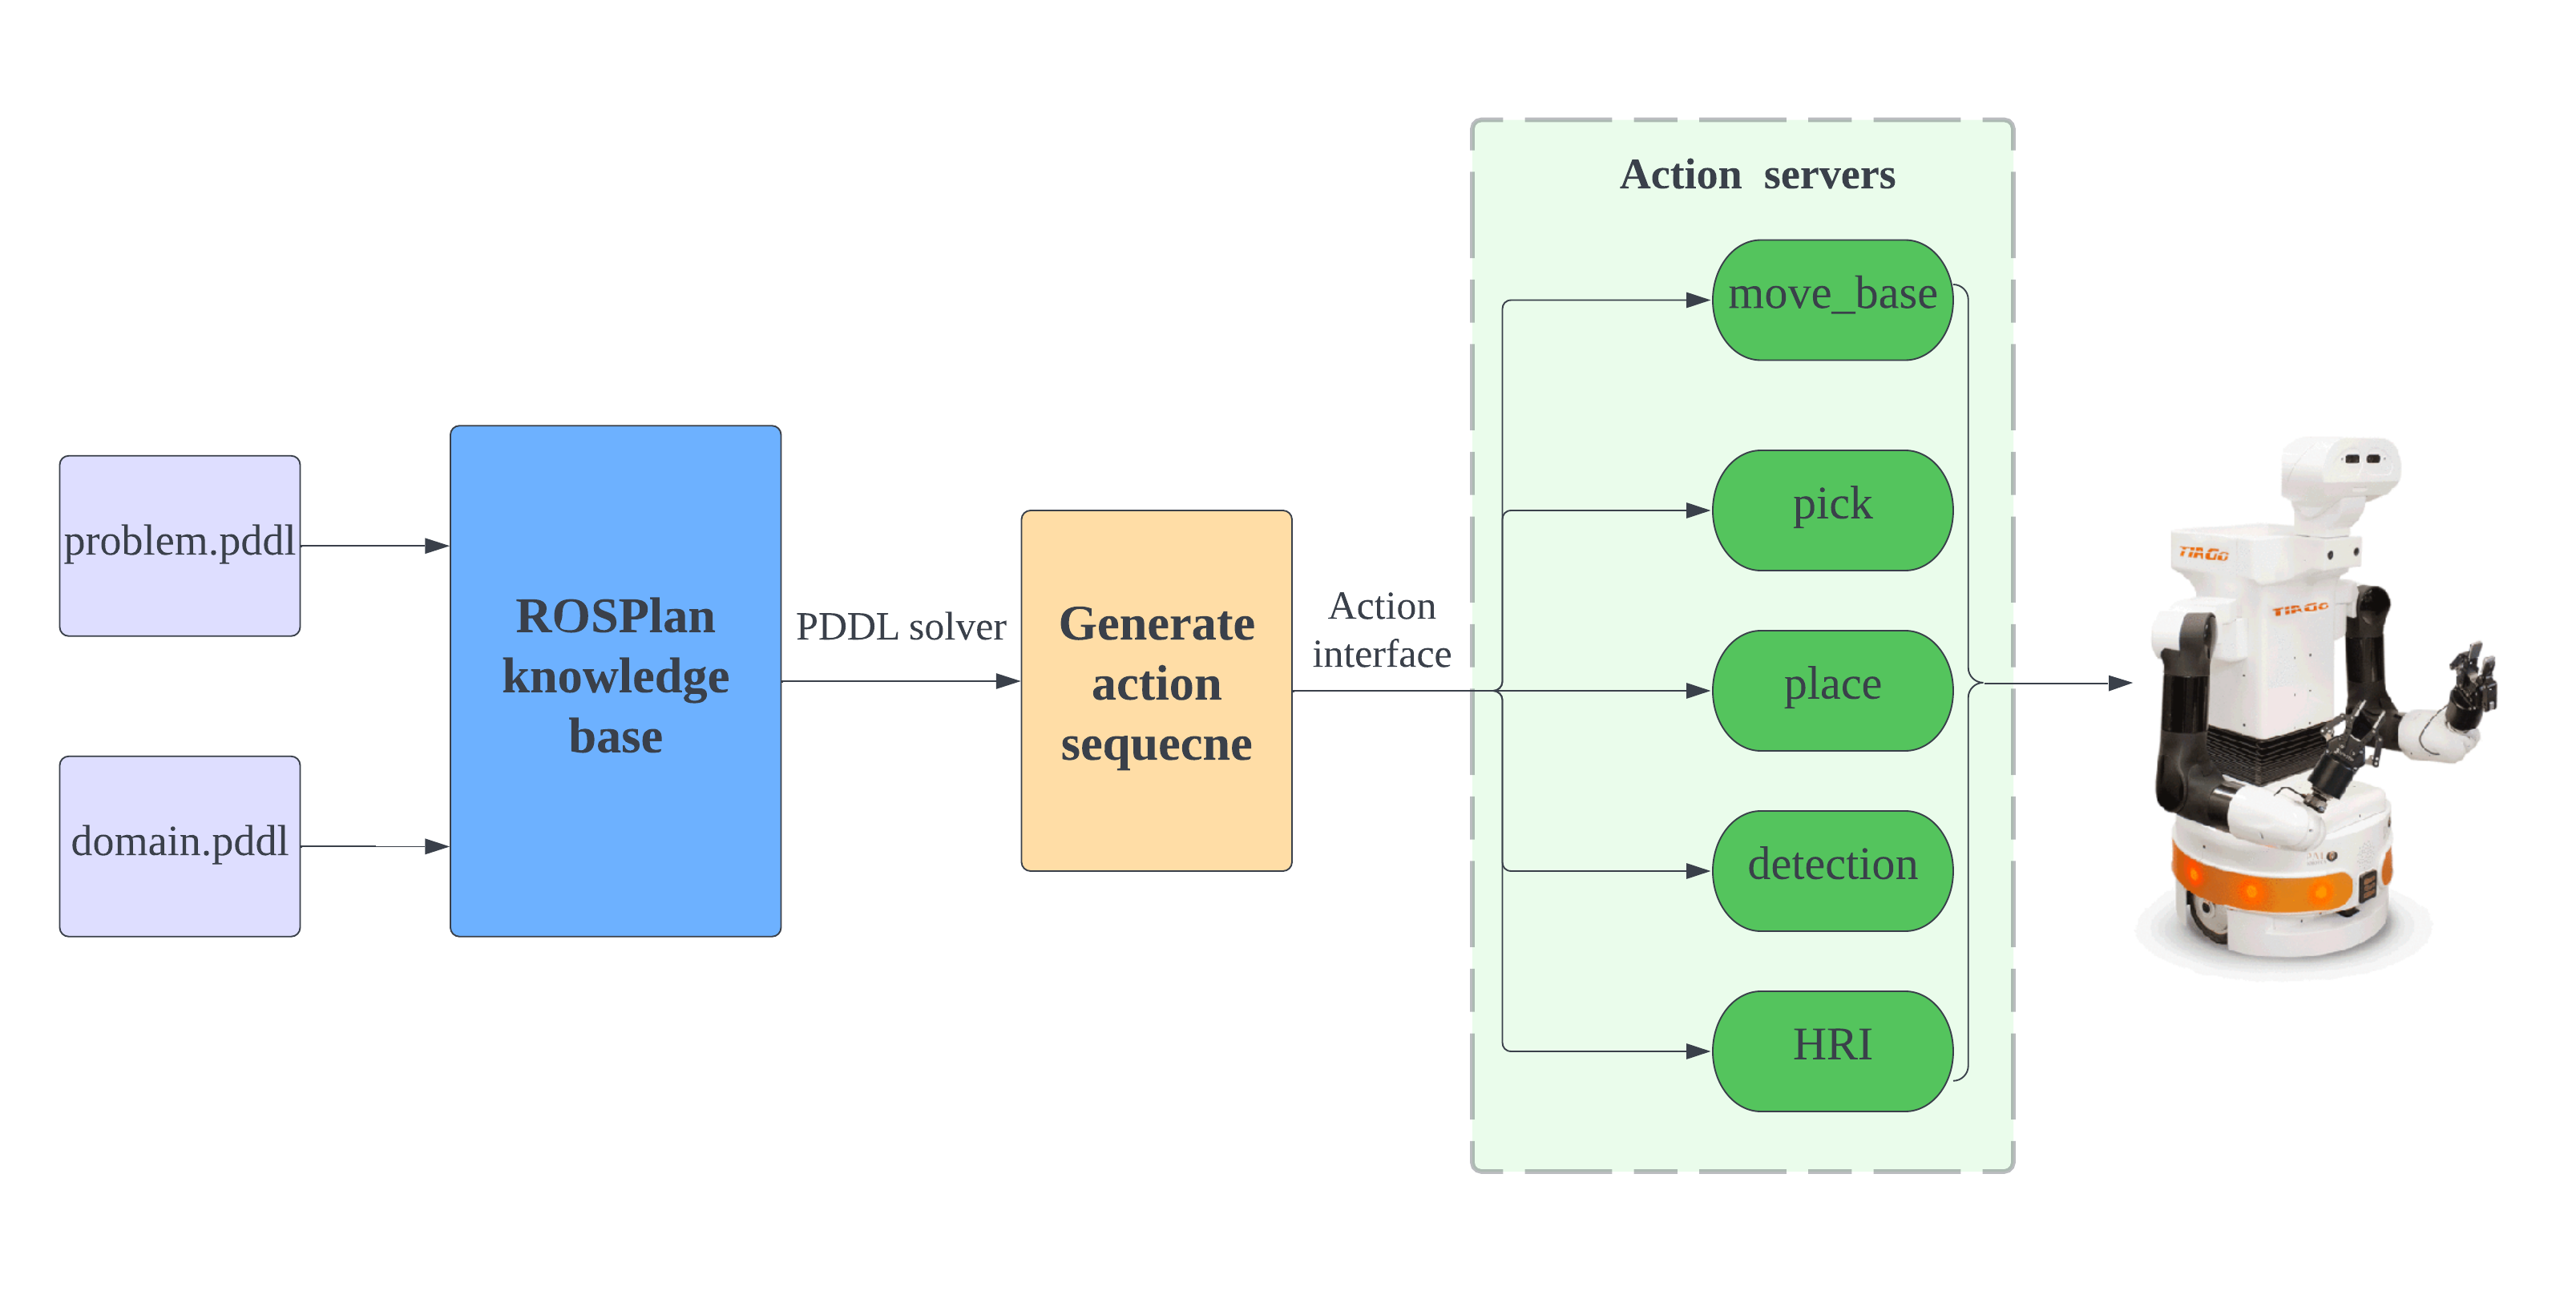 problem.pddl
domain.pddl
ROSPlan
knowledge
base
PDDL solver
Generate
action
sequecne
Action
interface
Action servers
move_base
pick
place
detection
HRI
TIAGo
TIAGo